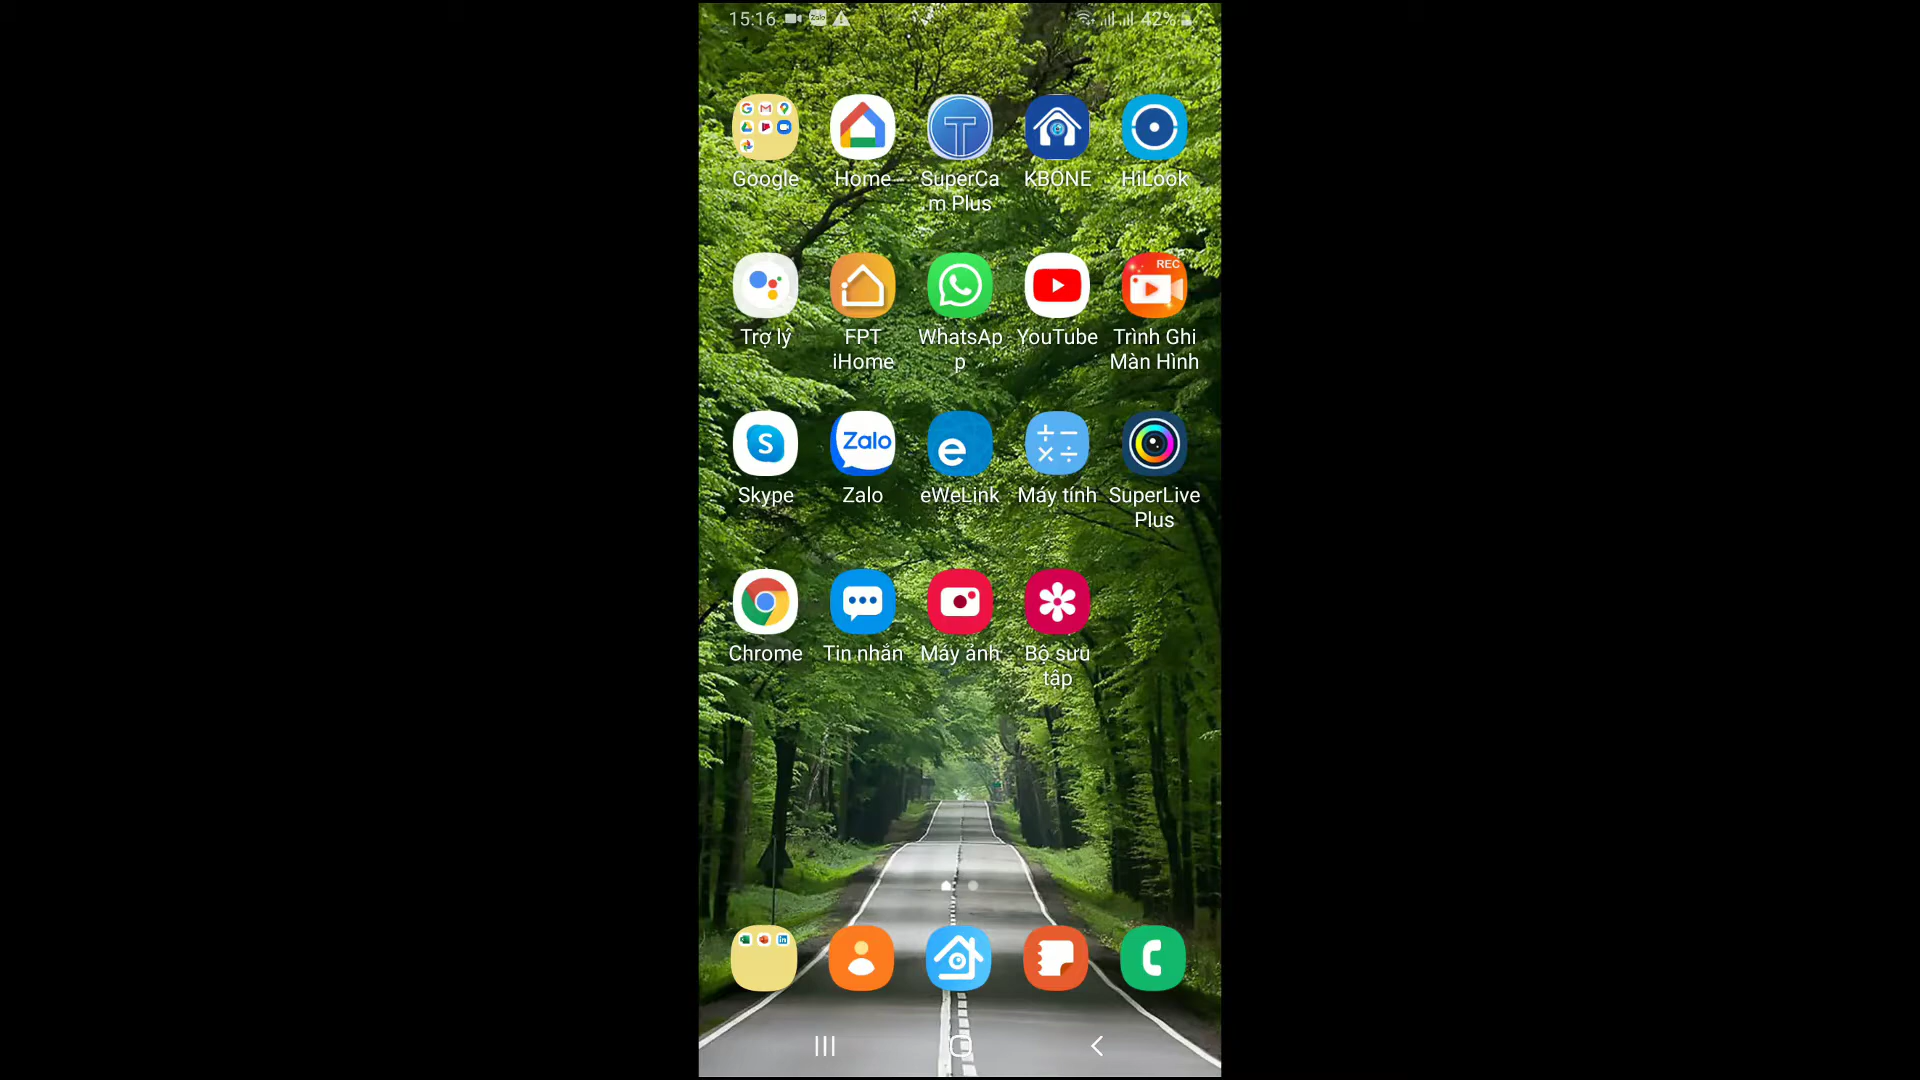 15:16 Zalo 42%
Google Home SuperCa KBONE HiLook
m Plus
REC
Trợ lý FPT WhatsAp YouTube Trình Ghi
iHome p Màn Hình
S Zalo e
Skype Zalo eWeLink Máy tính SuperLive
Plus
Chrome Tin nhắn Máy ảnh Bộ sưu
tập